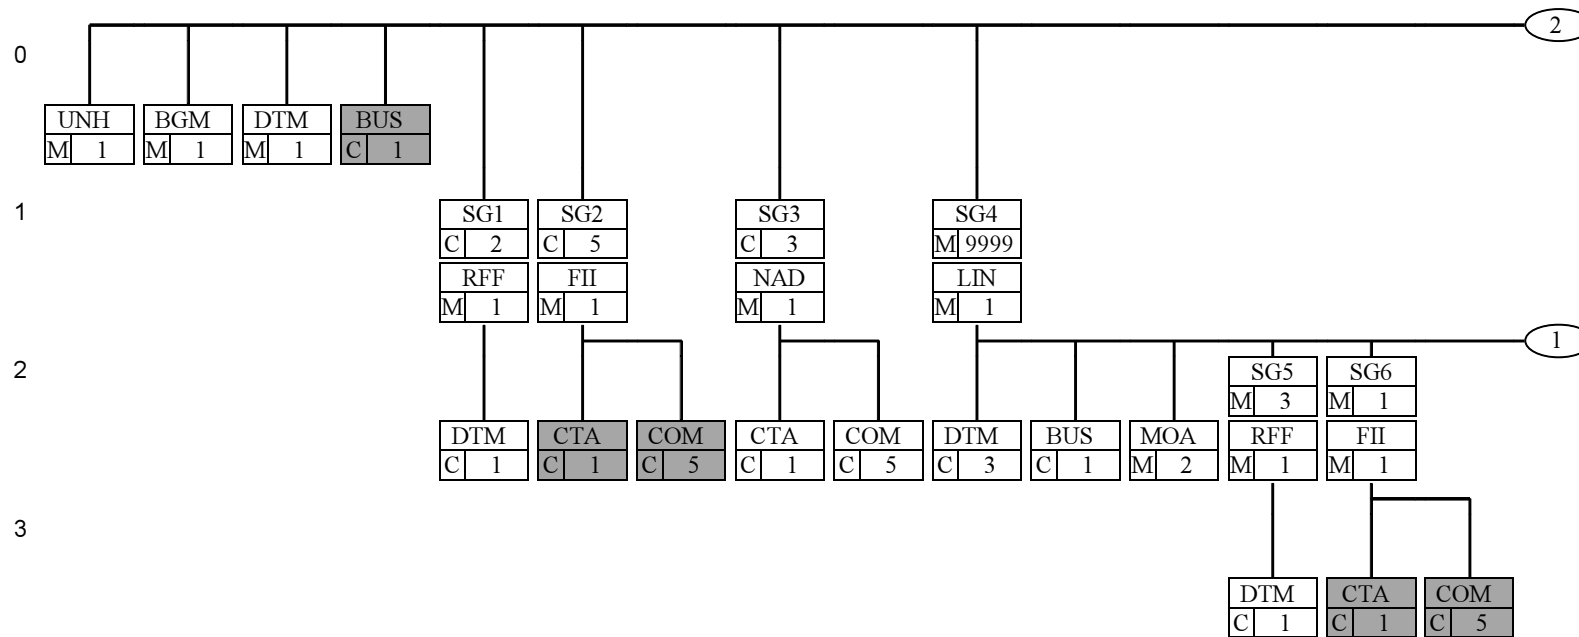 2
0
UNH BGM DTM BUS
M 1 M 1 M 1 C 1
1
SG1 SG2 SG3 SG4
C 2 C 5 C 3 M 9999
RFF FII NAD LIN
M 1 M 1 M 1 M 1
1
2
SG5 SG6
M 3 M 1
DTM CTA COM CTA COM DTM BUS MOA RFF FII
C 1 C 1 C 5 C 1 C 5 C 3 C 1 M 2 M 1 M 1
3
DTM CTA COM
C 1 C 1 C 5